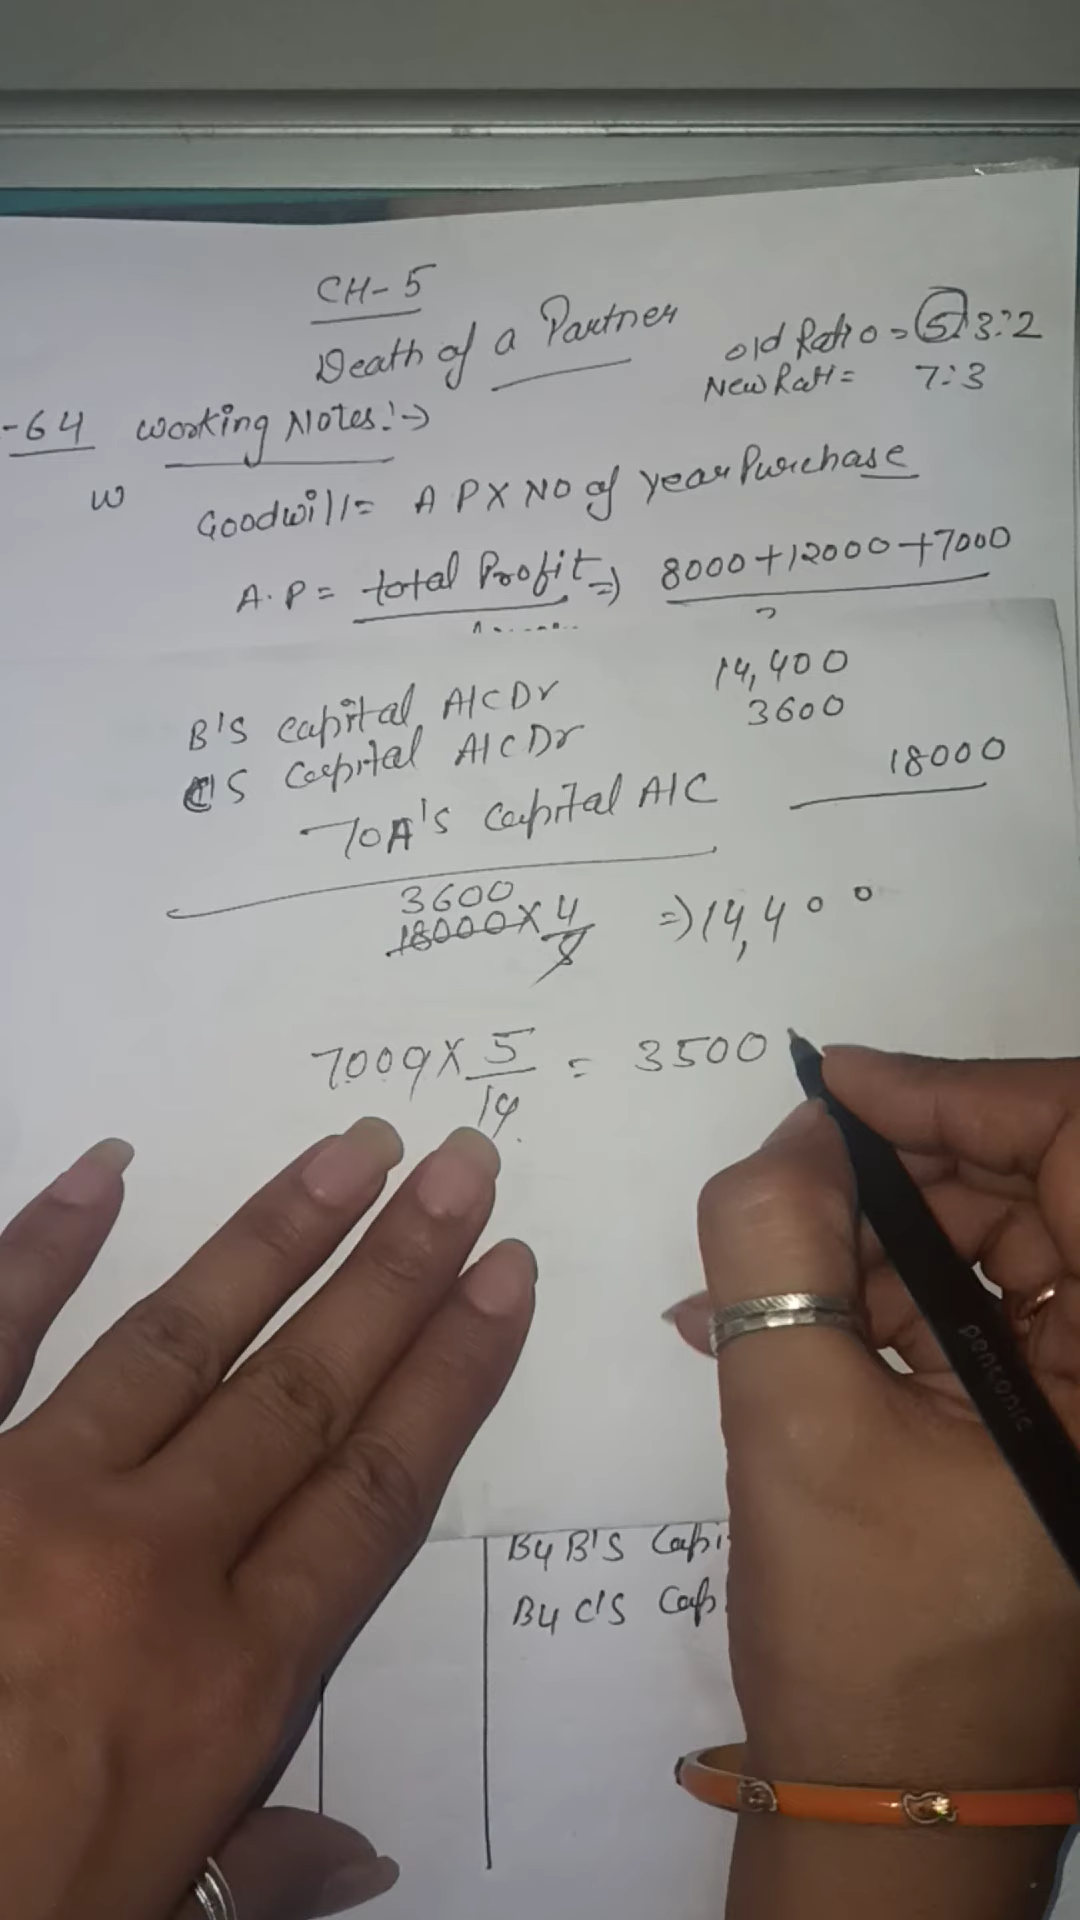 CH-5
Death of a Partner
Old Ratio = 5:3:2
New Rati = 7:3
-64 Working Notes:→
Goodwill = A P X NO of year Purchase
A.P = total Profit => 8000+12000+7000
B'S Capital A/C Dr 14,400
C'S Capital A/C Dr 3600
TO A'S Capital A/C 18000
3600
18000 X 4/5 => 14,400
7000 X 5/10 = 3500
pentonic
By B'S Capi
By C'S Cap